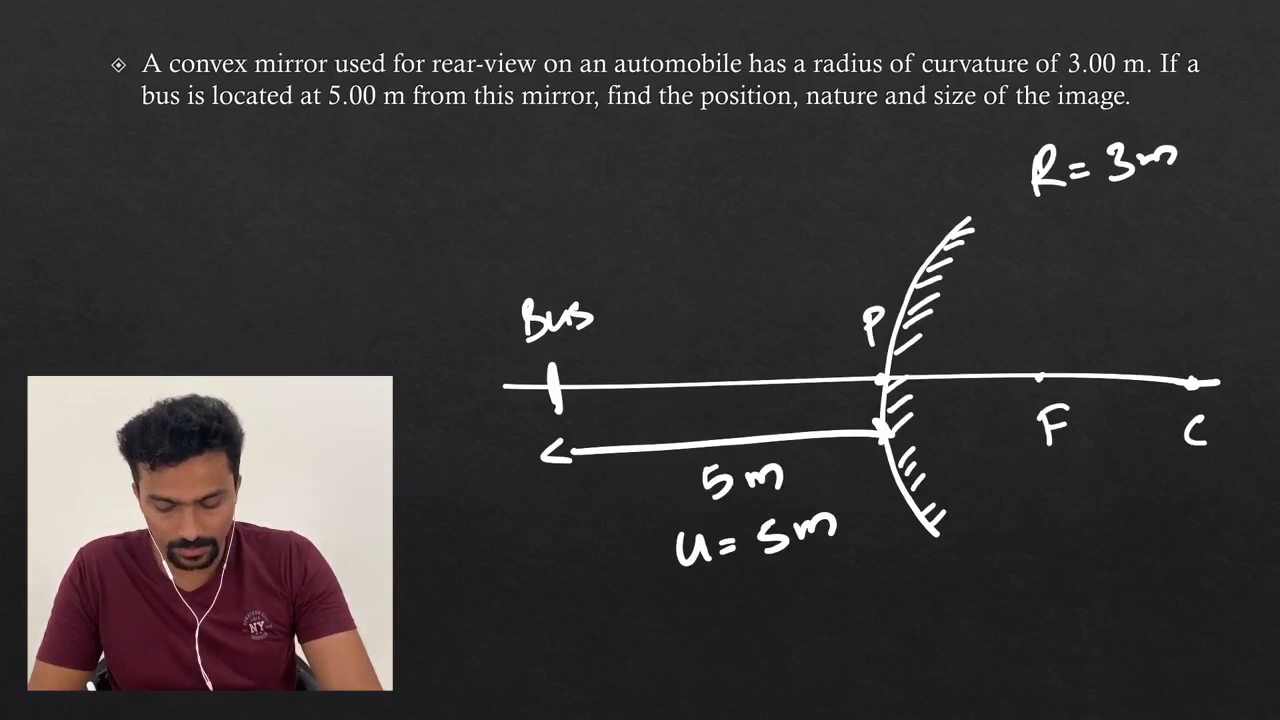 A convex mirror used for rear-view on an automobile has a radius of curvature of 3.00 m. If a
bus is located at 5.00 m from this mirror, find the position, nature and size of the image.
R = 3m
Bus
P
F
C
5m
u = 5m
NY